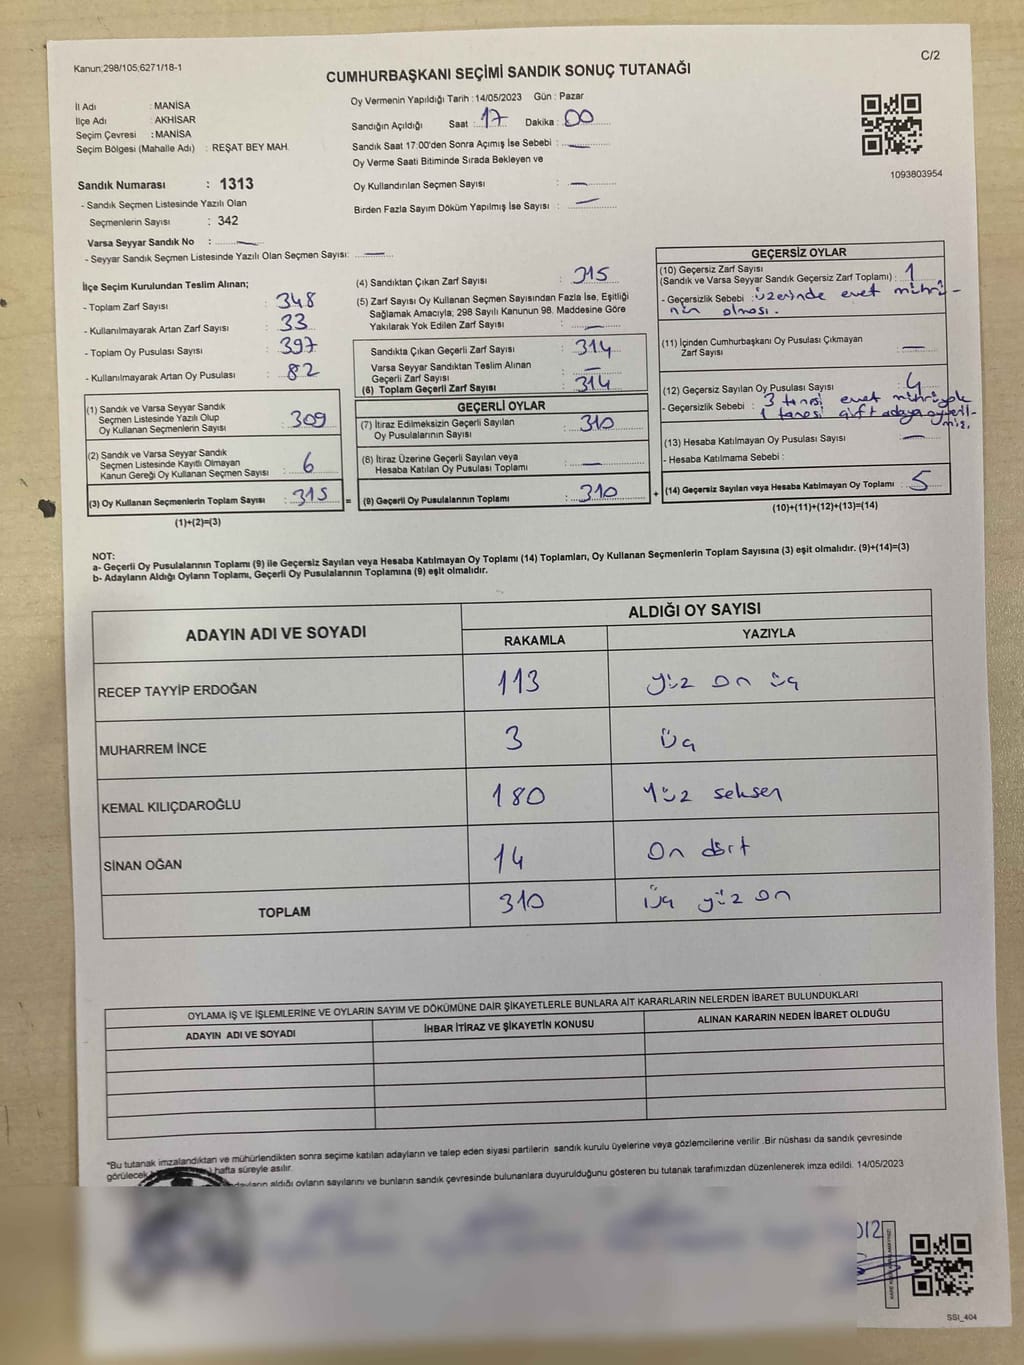 Kanun;298/105;6271/18-1
C/2
CUMHURBAŞKANI SEÇİMİ SANDIK SONUÇ TUTANAĞI
İl Adı : MANİSA
İlçe Adı : AKHİSAR
Seçim Çevresi : MANİSA
Seçim Bölgesi (Mahalle Adı) : REŞAT BEY MAH.
Sandık Numarası : 1313
- Sandık Seçmen Listesinde Yazılı Olan
Seçmenlerin Sayısı : 342
Varsa Seyyar Sandık No : —
- Seyyar Sandık Seçmen Listesinde Yazılı Olan Seçmen Sayısı: —
Oy Vermenin Yapıldığı Tarih : 14/05/2023 Gün : Pazar
Sandığın Açıldığı Saat : 17 Dakika : 00
Sandık Saat 17:00'den Sonra Açımış İse Sebebi : —
Oy Verme Saati Bitiminde Sırada Bekleyen ve
Oy Kullandırılan Seçmen Sayısı : —
Birden Fazla Sayım Döküm Yapılmış İse Sayısı : —
1093803954
İlçe Seçim Kurulundan Teslim Alınan;
- Toplam Zarf Sayısı : 348
- Kullanılmayarak Artan Zarf Sayısı : 33
- Toplam Oy Pusulası Sayısı : 397
- Kullanılmayarak Artan Oy Pusulası : 82
(1) Sandık ve Varsa Seyyar Sandık
Seçmen Listesinde Yazılı Olup
Oy Kullanan Seçmenlerin Sayısı : 309
(2) Sandık ve Varsa Seyyar Sandık
Seçmen Listesinde Kayıtlı Olmayan
Kanun Gereği Oy Kullanan Seçmen Sayısı : 6
(3) Oy Kullanan Seçmenlerin Toplam Sayısı : 315 =
(1)+(2)=(3)
(4) Sandıktan Çıkan Zarf Sayısı : 315
(5) Zarf Sayısı Oy Kullanan Seçmen Sayısından Fazla İse, Eşitliği
Sağlamak Amacıyla; 298 Sayılı Kanunun 98. Maddesine Göre
Yakılarak Yok Edilen Zarf Sayısı : —
Sandıkta Çıkan Geçerli Zarf Sayısı : 314
Varsa Seyyar Sandıktan Teslim Alınan
Geçerli Zarf Sayısı : —
(6) Toplam Geçerli Zarf Sayısı : 314
GEÇERLİ OYLAR
(7) İtiraz Edilmeksizin Geçerli Sayılan
Oy Pusulalarının Sayısı : 310
(8) İtiraz Üzerine Geçerli Sayılan veya
Hesaba Katılan Oy Pusulası Toplamı : —
(9) Geçerli Oy Pusulalarının Toplamı : 310 +
GEÇERSİZ OYLAR
(10) Geçersiz Zarf Sayısı
(Sandık ve Varsa Seyyar Sandık Geçersiz Zarf Toplamı) : 1
- Geçersizlik Sebebi : üzerinde evet mührü-
nün olması.
(11) İçinden Cumhurbaşkanı Oy Pusulası Çıkmayan
Zarf Sayısı : —
(12) Geçersiz Sayılan Oy Pusulası Sayısı : 4
- Geçersizlik Sebebi : 3 tanesi evet mührüyle
1 tanesi çift adaya oy veril-
miş.
(13) Hesaba Katılmayan Oy Pusulası Sayısı : —
- Hesaba Katılmama Sebebi :
(14) Geçersiz Sayılan veya Hesaba Katılmayan Oy Toplamı : 5
(10)+(11)+(12)+(13)=(14)
NOT:
a- Geçerli Oy Pusulalarının Toplamı (9) ile Geçersiz Sayılan veya Hesaba Katılmayan Oy Toplamı (14) Toplamları, Oy Kullanan Seçmenlerin Toplam Sayısına (3) eşit olmalıdır. (9)+(14)=(3)
b- Adayların Aldığı Oyların Toplamı, Geçerli Oy Pusulalarının Toplamına (9) eşit olmalıdır.
ADAYIN ADI VE SOYADI
ALDIĞI OY SAYISI
RAKAMLA YAZIYLA
RECEP TAYYİP ERDOĞAN 113 yüz on üç
MUHARREM İNCE 3 üç
KEMAL KILIÇDAROĞLU 180 Yüz seksen
SİNAN OĞAN 14 On dört
TOPLAM 310 üç yüz on
OYLAMA İŞ VE İŞLEMLERİNE VE OYLARIN SAYIM VE DÖKÜMÜNE DAİR ŞİKAYETLERLE BUNLARA AİT KARARLARIN NELERDEN İBARET BULUNDUKLARI
ADAYIN ADI VE SOYADI İHBAR İTİRAZ VE ŞİKAYETİN KONUSU ALINAN KARARIN NEDEN İBARET OLDUĞU
"Bu tutanak imzalandıktan ve mühürlendikten sonra seçime katılan adayların ve talep eden siyasi partilerin sandık kurulu üyelerine veya gözlemcilerine verilir .Bir nüshası da sandık çevresinde
görülecek hafta süreyle asılır.
aldığı oyların sayılarını ve bunların sandık çevresinde bulunanlara duyurulduğunu gösteren bu tutanak tarafımızdan düzenlenerek imza edildi. 14/05/2023
SSI_404